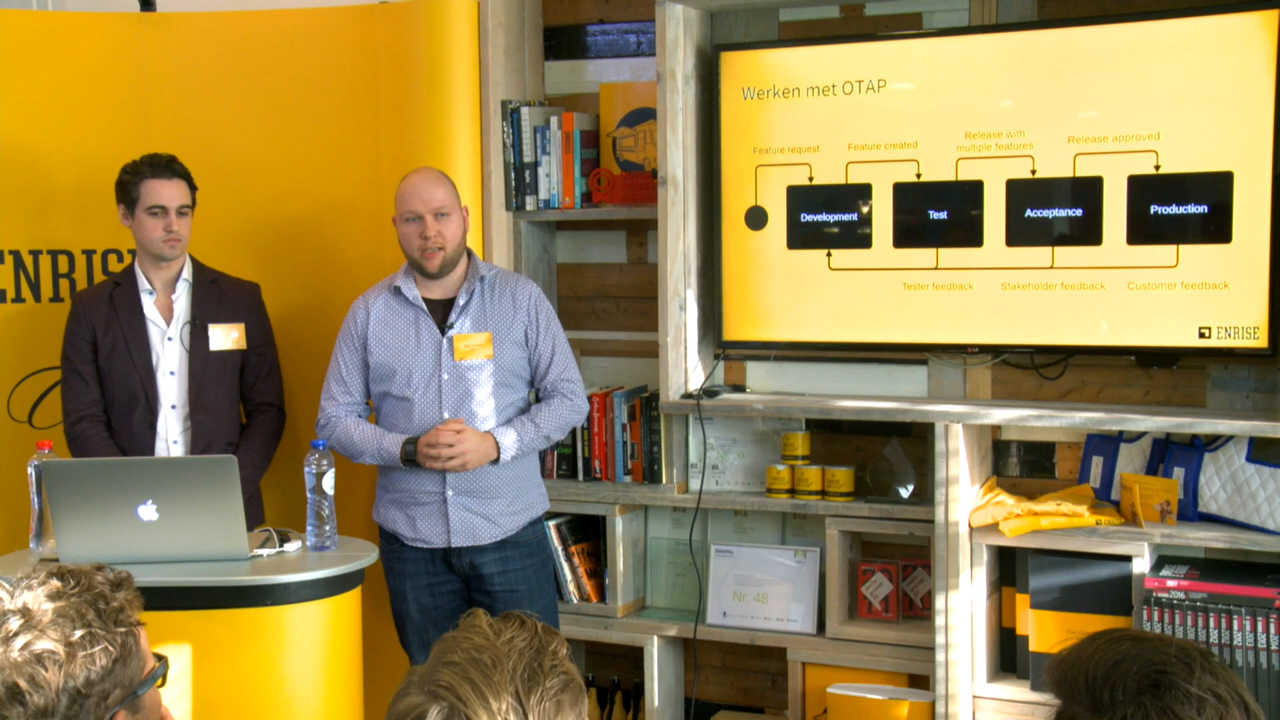 Werken met OTAP
Feature request
Feature created
Release with
multiple features
Release approved
Development
Test
Acceptance
Production
Tester feedback
Stakeholder feedback
Customer feedback
ENRISE
ENRISE
Nr. 48
2016